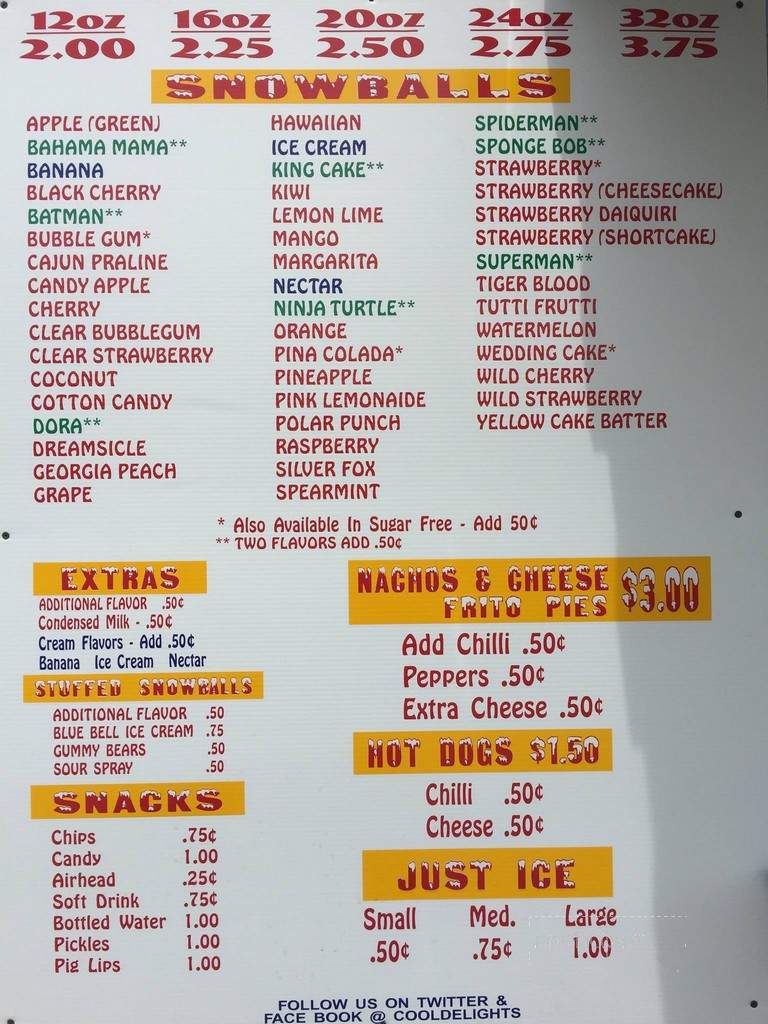 12oz 16oz 20oz 24oz 32oz
2.00 2.25 2.50 2.75 3.75
SNOWBALLS
APPLE (GREEN)
BAHAMA MAMA**
BANANA
BLACK CHERRY
BATMAN**
BUBBLE GUM*
CAJUN PRALINE
CANDY APPLE
CHERRY
CLEAR BUBBLEGUM
CLEAR STRAWBERRY
COCONUT
COTTON CANDY
DORA**
DREAMSICLE
GEORGIA PEACH
GRAPE
HAWAIIAN
ICE CREAM
KING CAKE**
KIWI
LEMON LIME
MANGO
MARGARITA
NECTAR
NINJA TURTLE**
ORANGE
PINA COLADA*
PINEAPPLE
PINK LEMONAIDE
POLAR PUNCH
RASPBERRY
SILVER FOX
SPEARMINT
SPIDERMAN**
SPONGE BOB**
STRAWBERRY*
STRAWBERRY (CHEESECAKE)
STRAWBERRY DAIQUIRI
STRAWBERRY (SHORTCAKE)
SUPERMAN**
TIGER BLOOD
TUTTI FRUTTI
WATERMELON
WEDDING CAKE*
WILD CHERRY
WILD STRAWBERRY
YELLOW CAKE BATTER
* Also Available In Sugar Free - Add 50¢
** TWO FLAVORS ADD .50¢
EXTRAS
ADDITIONAL FLAVOR .50¢
Condensed Milk - .50¢
Cream Flavors - Add .50¢
Banana Ice Cream Nectar
STUFFED SNOWBALLS
ADDITIONAL FLAVOR .50
BLUE BELL ICE CREAM .75
GUMMY BEARS .50
SOUR SPRAY .50
SNACKS
Chips .75¢
Candy 1.00
Airhead .25¢
Soft Drink .75¢
Bottled Water 1.00
Pickles 1.00
Pig Lips 1.00
NACHOS & CHEESE $3.00
FRITO PIES
Add Chilli .50¢
Peppers .50¢
Extra Cheese .50¢
HOT DOGS $1.50
Chilli .50¢
Cheese .50¢
JUST ICE
Small Med. Large
.50¢ .75¢ 1.00
FOLLOW US ON TWITTER &
FACE BOOK @ COOLDELIGHTS